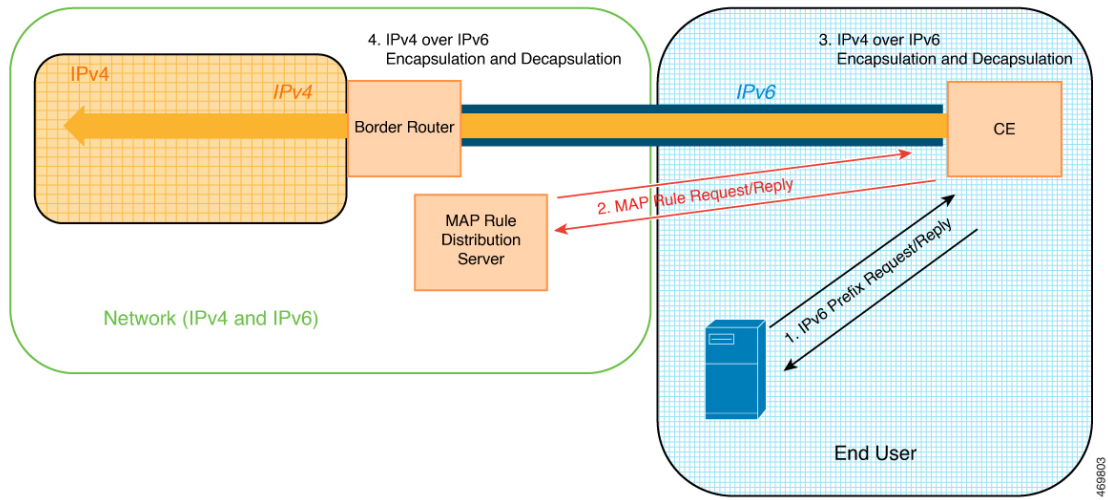 4. IPv4 over IPv6
Encapsulation and Decapsulation
3. IPv4 over IPv6
Encapsulation and Decapsulation
IPv4
IPv4
IPv6
Border Router
CE
2. MAP Rule Request/Reply
MAP Rule
Distribution
Server
1. IPv6 Prefix Request/Reply
Network (IPv4 and IPv6)
End User
469803